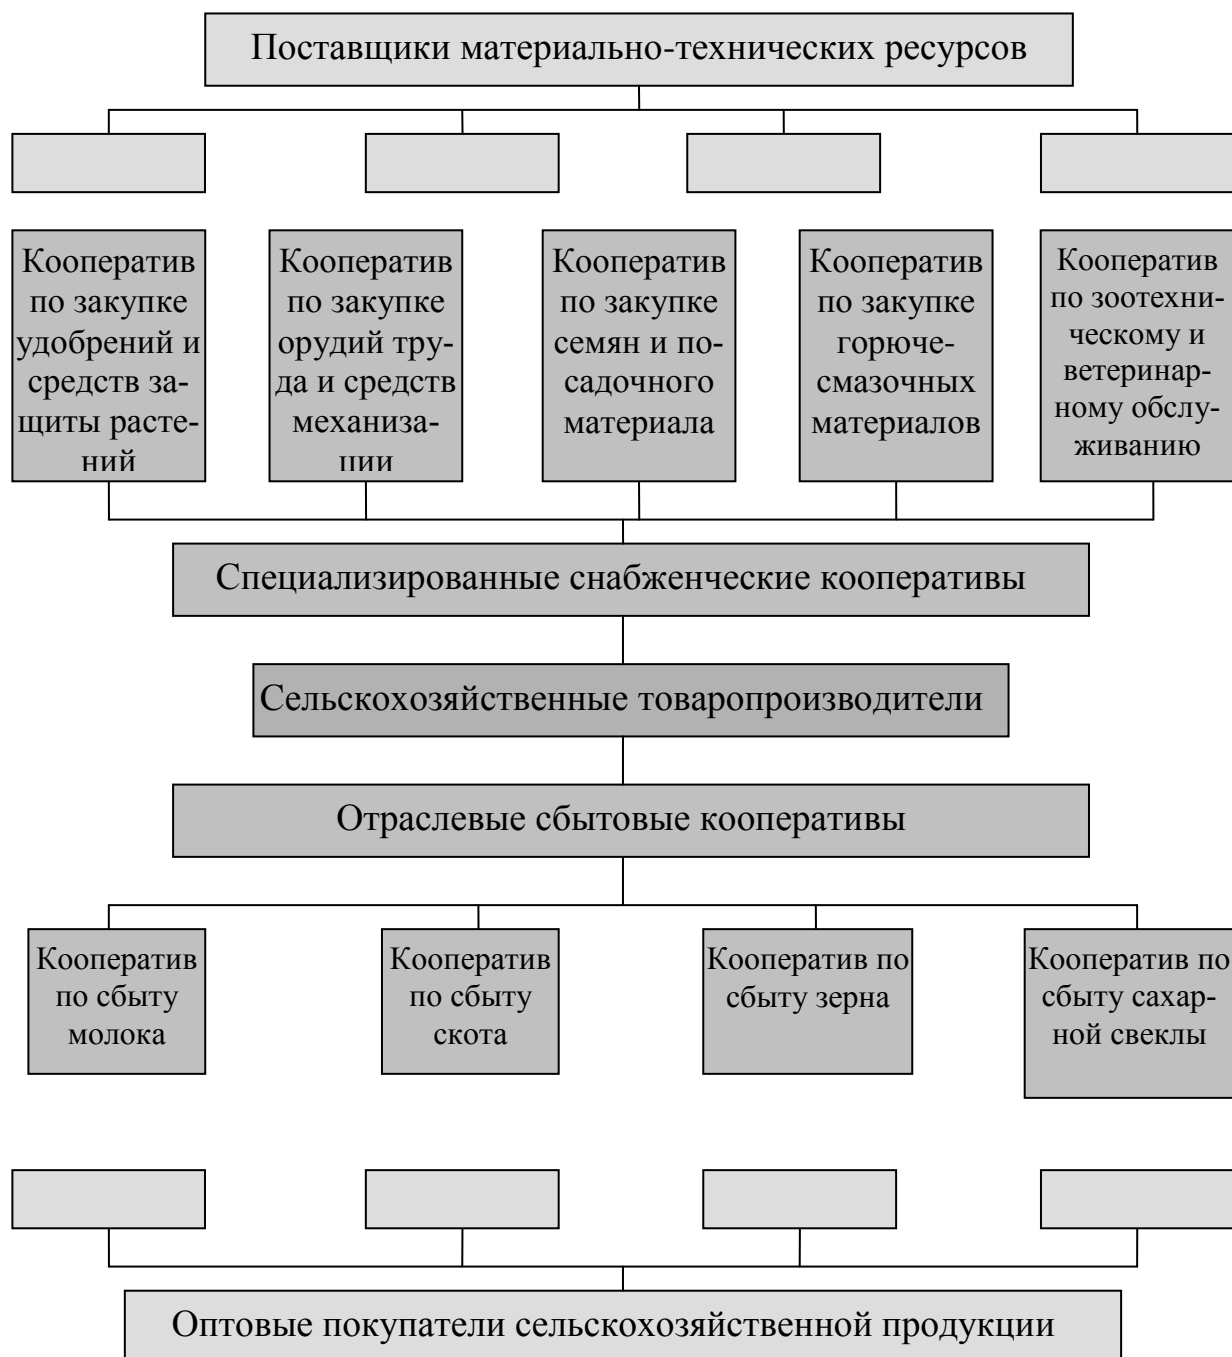 Поставщики материально-технических ресурсов
Кооператив
по закупке
удобрений и
средств за-
щиты расте-
ний
Кооператив
по закупке
орудий тру-
да и средств
механиза-
ции
Кооператив
по закупке
семян и по-
садочного
материала
Кооператив
по закупке
горюче-
смазочных
материалов
Кооператив
по зоотехни-
ческому и
ветеринар-
ному обслу-
живанию
Специализированные снабженческие кооперативы
Сельскохозяйственные товаропроизводители
Отраслевые сбытовые кооперативы
Кооператив
по сбыту
молока
Кооператив
по сбыту
скота
Кооператив по
сбыту зерна
Кооператив по
сбыту сахар-
ной свеклы
Оптовые покупатели сельскохозяйственной продукции